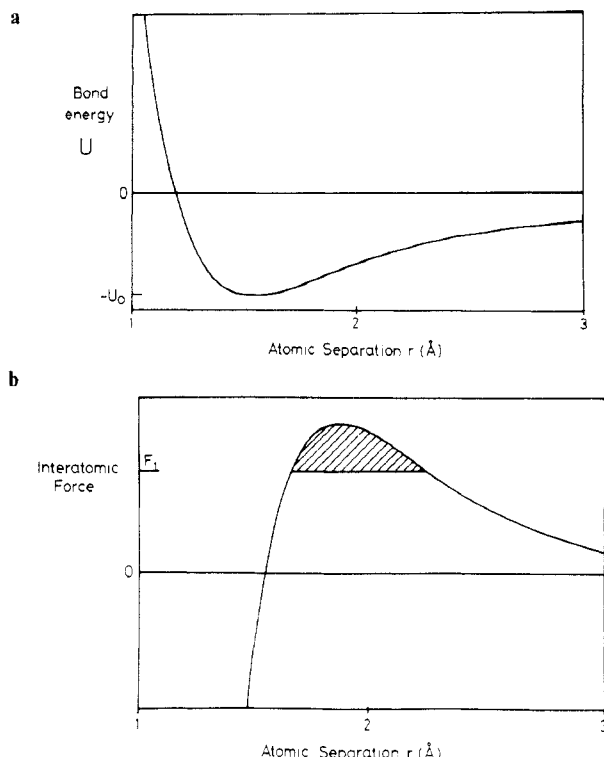 a
Bond
energy
U
0
-U₀
1
2
3
Atomic Separation r (Å)
b
Interatomic
Force
F₁
0
1
2
3
Atomic Separation r (Å)